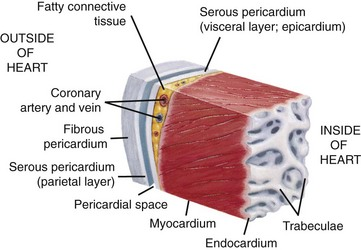 Fatty connective
tissue
Serous pericardium
(visceral layer; epicardium)
OUTSIDE
OF
HEART
Coronary
artery and vein
Fibrous
pericardium
Serous pericardium
(parietal layer)
Pericardial space
Myocardium
Endocardium
Trabeculae
INSIDE
OF
HEART